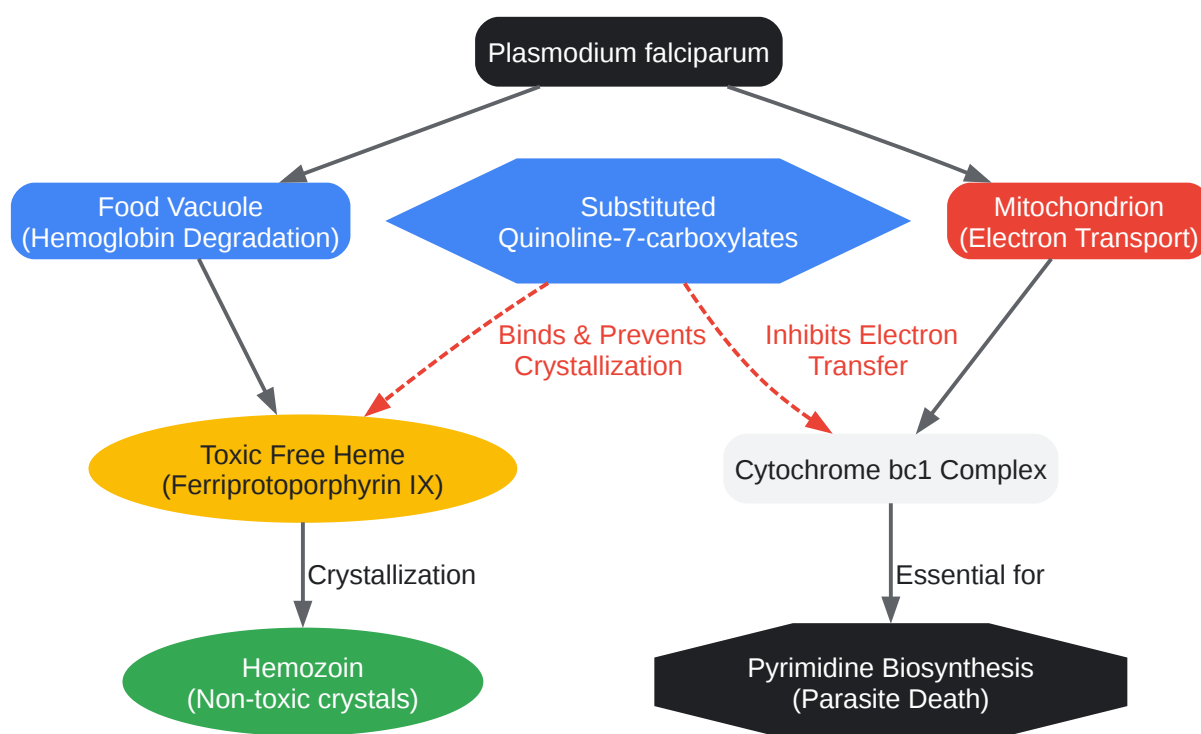 Plasmodium falciparum
Food Vacuole
(Hemoglobin Degradation)
Substituted
Quinoline-7-carboxylates
Mitochondrion
(Electron Transport)
Binds & Prevents
Crystallization
Inhibits Electron
Transfer
Toxic Free Heme
(Ferriprotoporphyrin IX)
Cytochrome bc1 Complex
Crystallization
Essential for
Hemozoin
(Non-toxic crystals)
Pyrimidine Biosynthesis
(Parasite Death)